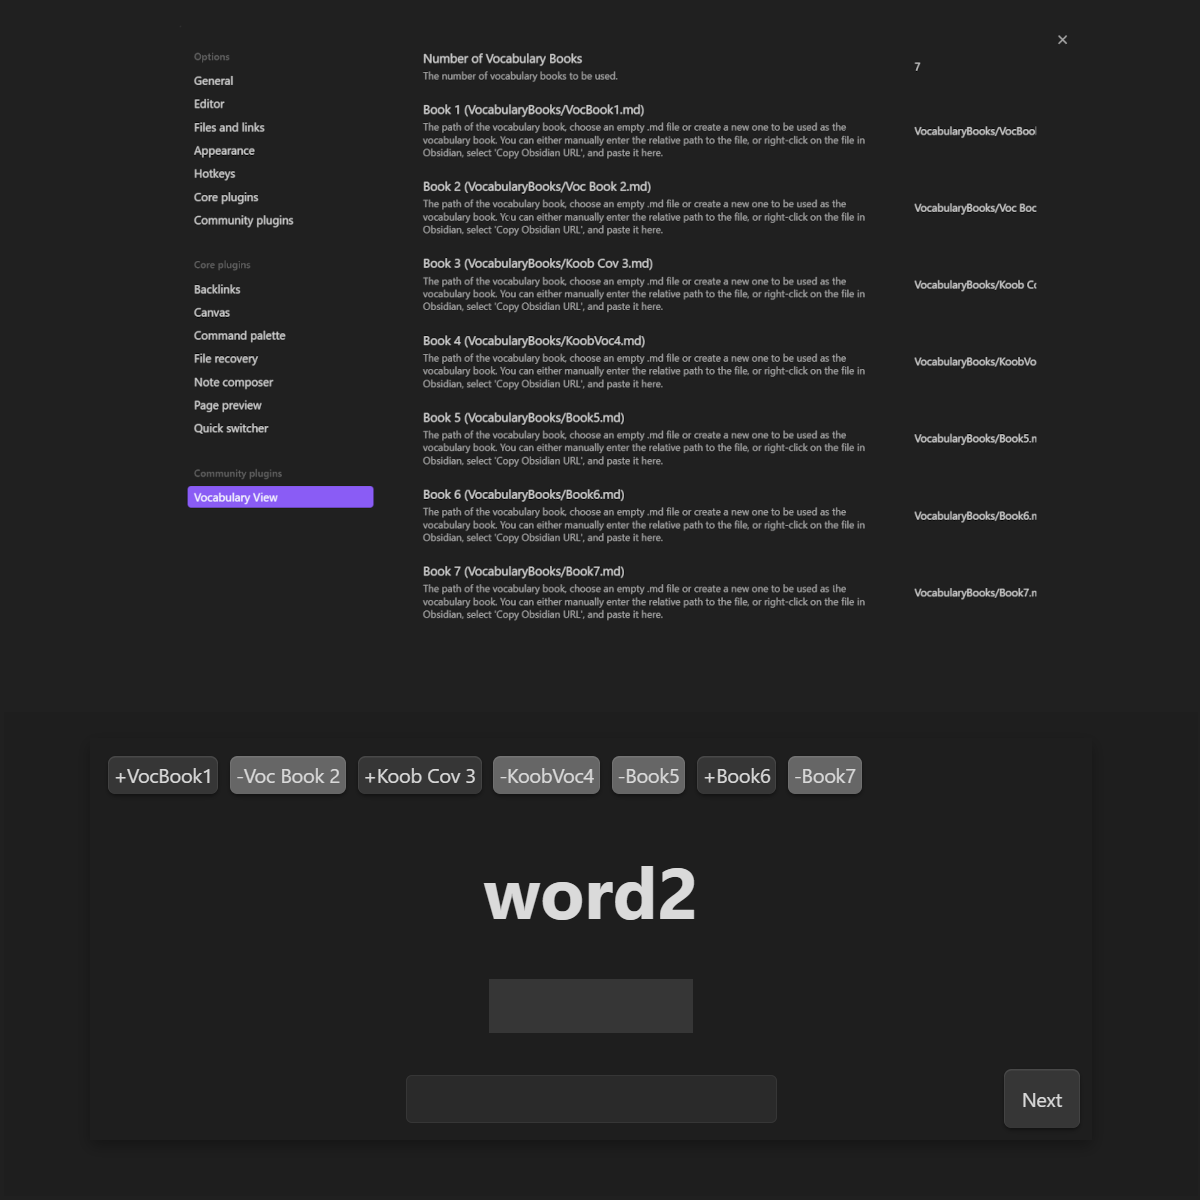 Options
General
Editor
Files and links
Appearance
Hotkeys
Core plugins
Community plugins
Core plugins
Backlinks
Canvas
Command palette
File recovery
Note composer
Page preview
Quick switcher
Community plugins
Vocabulary View
Number of Vocabulary Books
The number of vocabulary books to be used.
7
Book 1 (VocabularyBooks/VocBook1.md)
The path of the vocabulary book, choose an empty .md file or create a new one to be used as the
vocabulary book. You can either manually enter the relative path to the file, or right-click on the file in
Obsidian, select 'Copy Obsidian URL', and paste it here.
VocabularyBooks/VocBool
Book 2 (VocabularyBooks/Voc Book 2.md)
The path of the vocabulary book, choose an empty .md file or create a new one to be used as the
vocabulary book. You can either manually enter the relative path to the file, or right-click on the file in
Obsidian, select 'Copy Obsidian URL', and paste it here.
VocabularyBooks/Voc Boc
Book 3 (VocabularyBooks/Koob Cov 3.md)
The path of the vocabulary book, choose an empty .md file or create a new one to be used as the
vocabulary book. You can either manually enter the relative path to the file, or right-click on the file in
Obsidian, select 'Copy Obsidian URL', and paste it here.
VocabularyBooks/Koob Cc
Book 4 (VocabularyBooks/KoobVoc4.md)
The path of the vocabulary book, choose an empty .md file or create a new one to be used as the
vocabulary book. You can either manually enter the relative path to the file, or right-click on the file in
Obsidian, select 'Copy Obsidian URL', and paste it here.
VocabularyBooks/KoobVo
Book 5 (VocabularyBooks/Book5.md)
The path of the vocabulary book, choose an empty .md file or create a new one to be used as the
vocabulary book. You can either manually enter the relative path to the file, or right-click on the file in
Obsidian, select 'Copy Obsidian URL', and paste it here.
VocabularyBooks/Book5.n
Book 6 (VocabularyBooks/Book6.md)
The path of the vocabulary book, choose an empty .md file or create a new one to be used as the
vocabulary book. You can either manually enter the relative path to the file, or right-click on the file in
Obsidian, select 'Copy Obsidian URL', and paste it here.
VocabularyBooks/Book6.n
Book 7 (VocabularyBooks/Book7.md)
The path of the vocabulary book, choose an empty .md file or create a new one to be used as the
vocabulary book. You can either manually enter the relative path to the file, or right-click on the file in
Obsidian, select 'Copy Obsidian URL', and paste it here.
VocabularyBooks/Book7.n
+VocBook1 -Voc Book 2 +Koob Cov 3 -KoobVoc4 -Book5 +Book6 -Book7
word2
Next